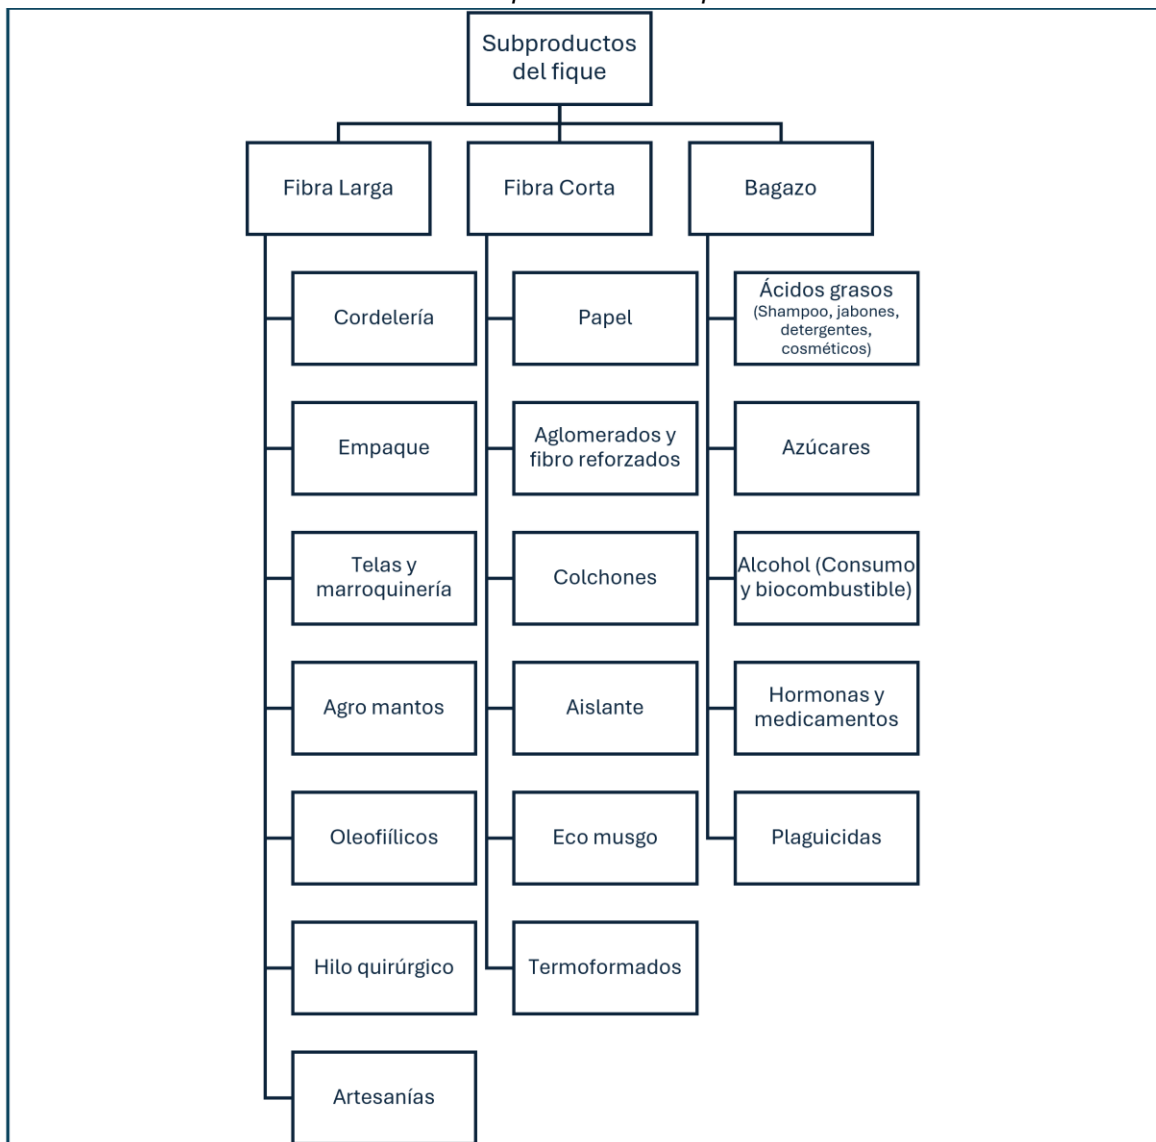 Subproductos
del fique
Fibra Larga
Fibra Corta
Bagazo
Cordelería
Empaque
Telas y
marroquinería
Agro mantos
Oleofiílicos
Hilo quirúrgico
Artesanías
Papel
Aglomerados y
fibro reforzados
Colchones
Aislante
Eco musgo
Termoformados
Ácidos grasos
(Shampoo, jabones,
detergentes,
cosméticos)
Azúcares
Alcohol (Consumo
y biocombustible)
Hormonas y
medicamentos
Plaguicidas